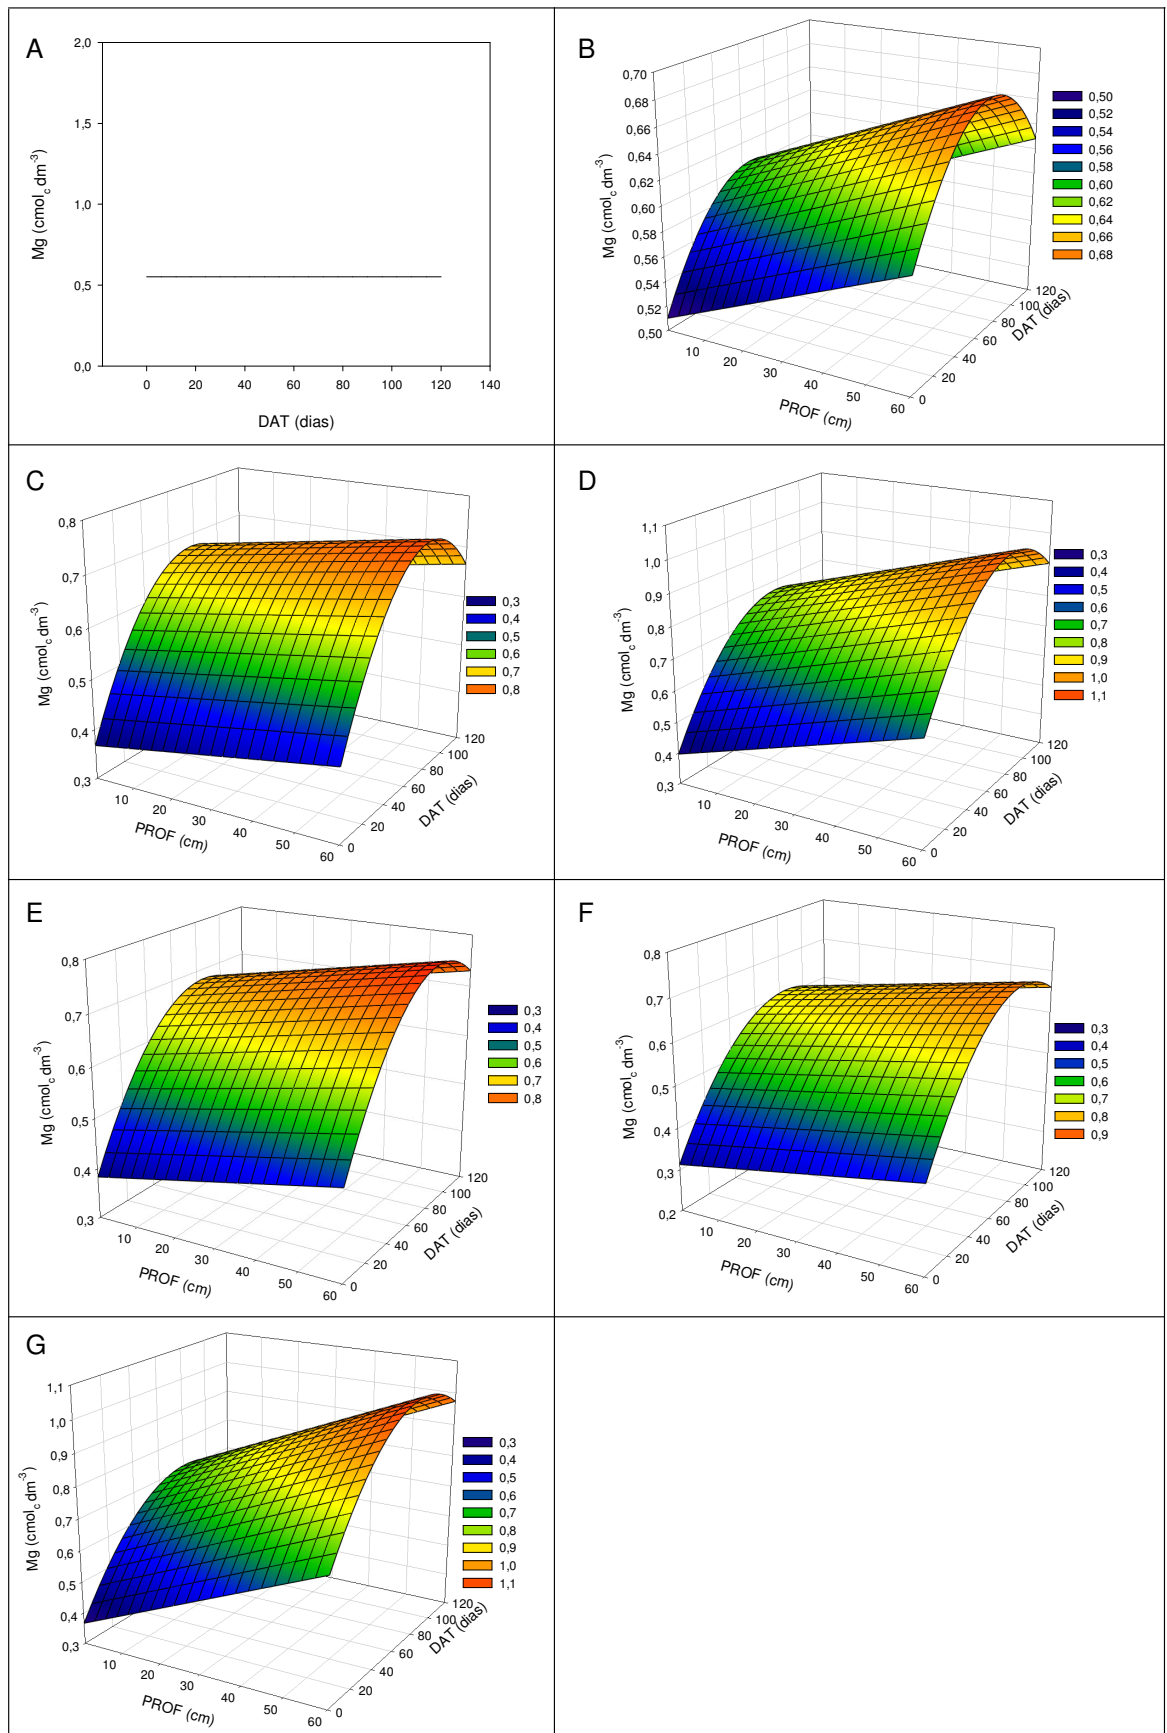 A
2,0
1,5
1,0
0,5
0,0
Mg (cmolc dm-3)
0 20 40 60 80 100 120 140
DAT (dias)
B
0,70
0,68
0,66
0,64
0,62
0,60
0,58
0,56
0,54
0,52
0,50
Mg (cmolc dm-3)
10 20 30 40 50 60
PROF (cm)
0 20 40 60 80 100 120
DAT (dias)
0,50
0,52
0,54
0,56
0,58
0,60
0,62
0,64
0,66
0,68
C
0,8
0,7
0,6
0,5
0,4
0,3
Mg (cmolc dm-3)
10 20 30 40 50 60
PROF (cm)
0 20 40 60 80 100 120
DAT (dias)
0,3
0,4
0,5
0,6
0,7
0,8
D
1,1
1,0
0,9
0,8
0,7
0,6
0,5
0,4
0,3
Mg (cmolc dm-3)
10 20 30 40 50 60
PROF (cm)
0 20 40 60 80 100 120
DAT (dias)
0,3
0,4
0,5
0,6
0,7
0,8
0,9
1,0
1,1
E
0,8
0,7
0,6
0,5
0,4
0,3
Mg (cmolc dm-3)
10 20 30 40 50 60
PROF (cm)
0 20 40 60 80 100 120
DAT (dias)
0,3
0,4
0,5
0,6
0,7
0,8
F
0,8
0,7
0,6
0,5
0,4
0,3
0,2
Mg (cmolc dm-3)
10 20 30 40 50 60
PROF (cm)
0 20 40 60 80 100 120
DAT (dias)
0,3
0,4
0,5
0,6
0,7
0,8
0,9
G
1,1
1,0
0,9
0,8
0,7
0,6
0,5
0,4
0,3
Mg (cmolc dm-3)
10 20 30 40 50 60
PROF (cm)
0 20 40 60 80 100 120
DAT (dias)
0,3
0,4
0,5
0,6
0,7
0,8
0,9
1,0
1,1